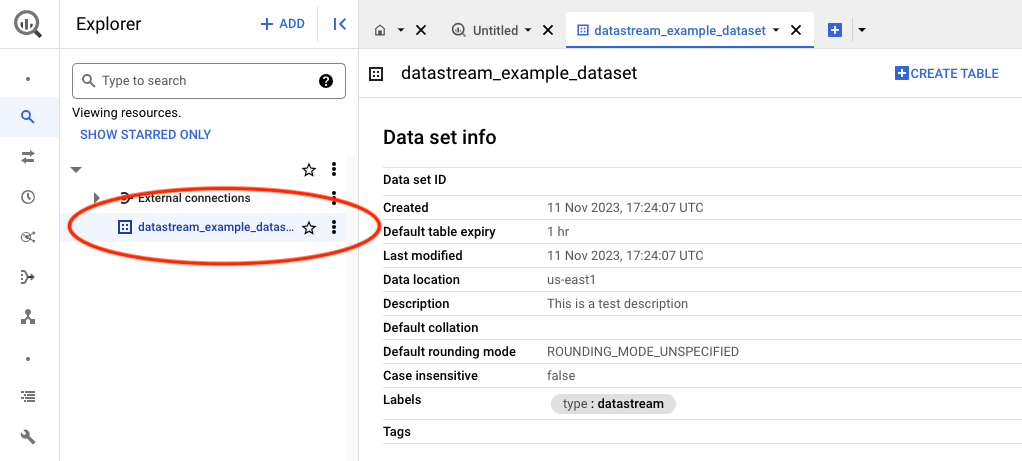 Explorer
+ ADD
Type to search
Viewing resources.
SHOW STARRED ONLY
External connections
datastream_example_datas...
Untitled
datastream_example_dataset
datastream_example_dataset
CREATE TABLE
Data set info
Data set ID
Created 11 Nov 2023, 17:24:07 UTC
Default table expiry 1 hr
Last modified 11 Nov 2023, 17:24:07 UTC
Data location us-east1
Description This is a test description
Default collation
Default rounding mode ROUNDING_MODE_UNSPECIFIED
Case insensitive false
Labels type : datastream
Tags